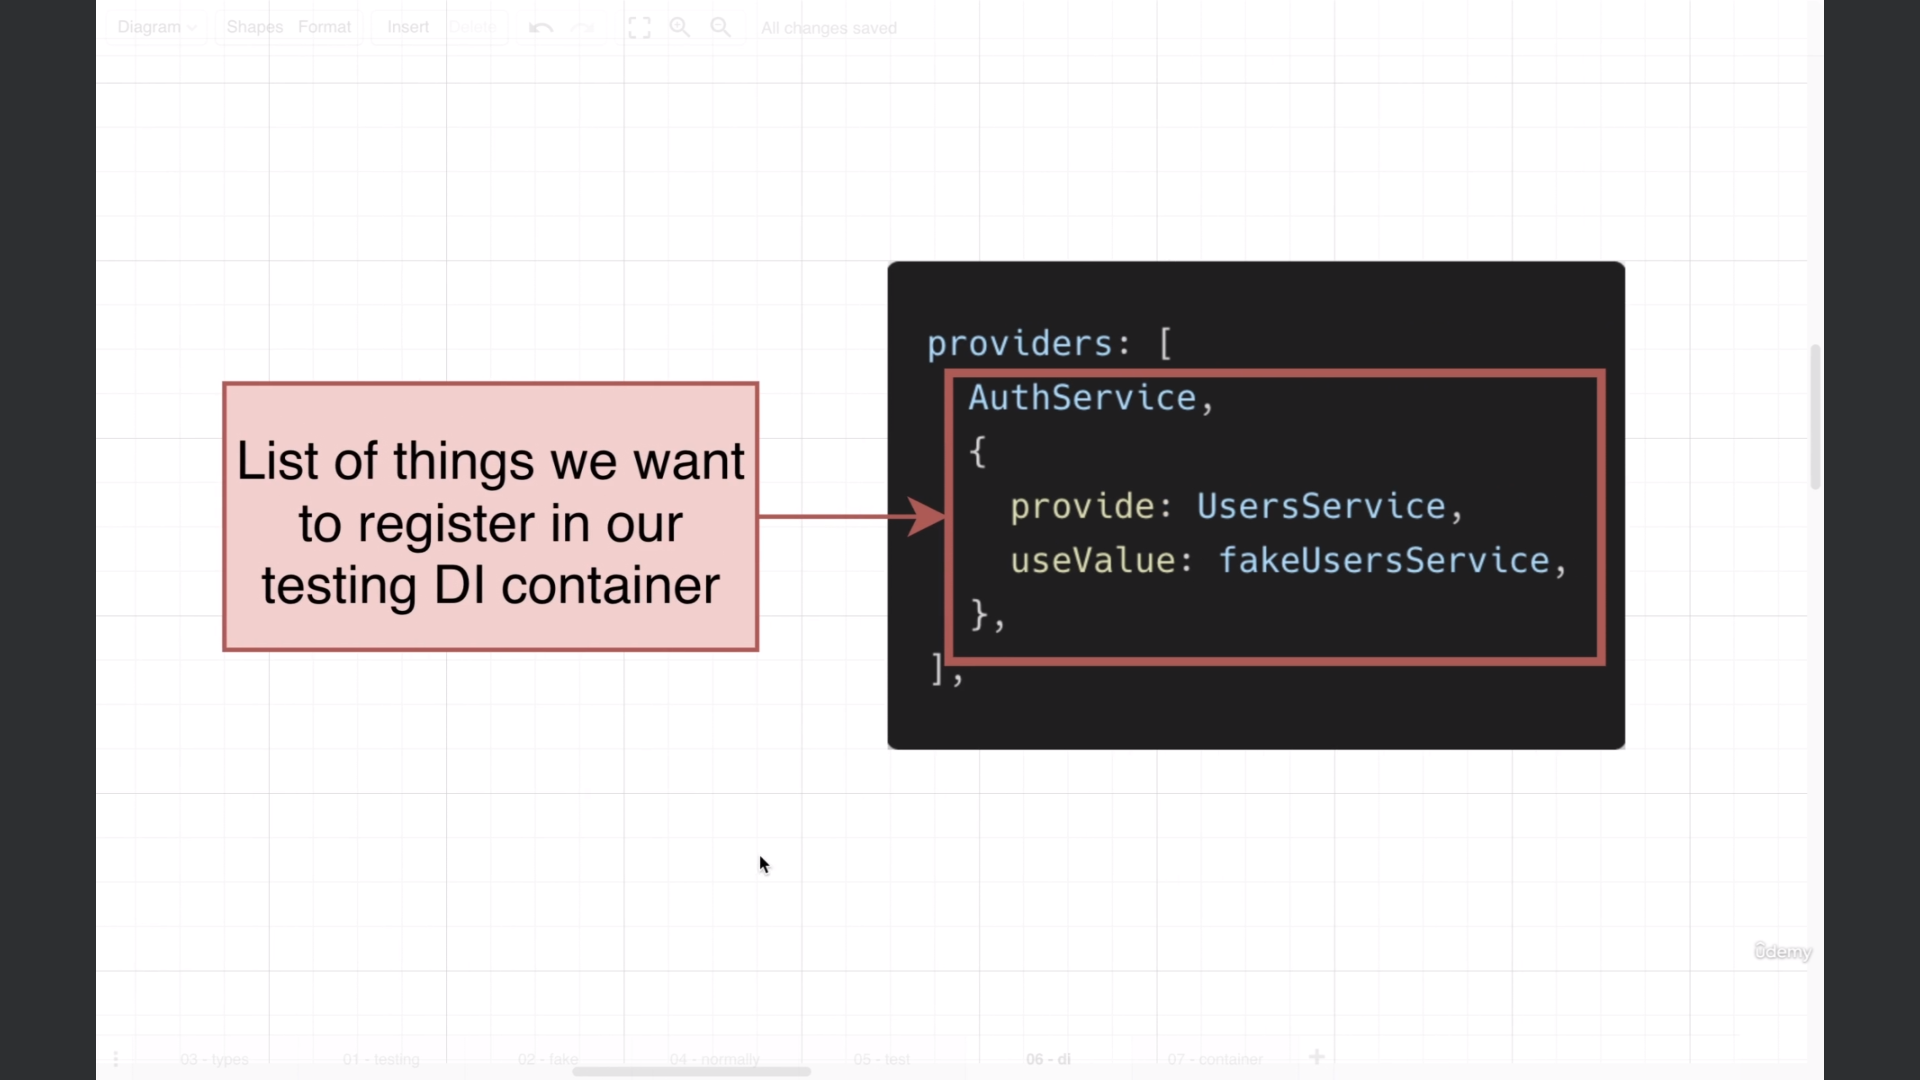 Diagram Shapes Format Insert Delete All changes saved
List of things we want
to register in our
testing DI container
providers: [
AuthService,
{
provide: UsersService,
useValue: fakeUsersService,
},
],
ûdemy
03 - types 01 - testing 02 - fake 04 - normally 05 - test 06 - di 07 - container